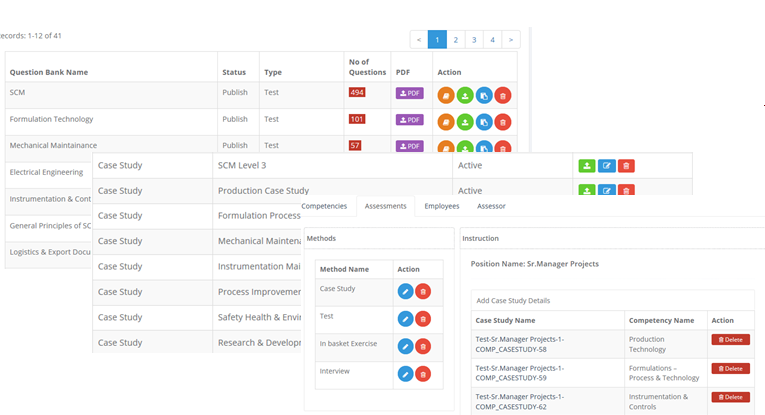 ecords: 1-12 of 41
< 1 2 3 4 >
Question Bank Name Status Type No of Questions PDF Action
SCM Publish Test 494 PDF
Formulation Technology Publish Test 101 PDF
Mechanical Maintainance Publish Test 57 PDF
Electrical Engineering
Instrumentation & Cont
General Principles of SC
Logistics & Export Docu
Case Study SCM Level 3 Active
Case Study Production Case Study Active
Case Study Formulation Process
Case Study Mechanical Mainten
Case Study Instrumentation Mai
Case Study Process Improvemen
Case Study Safety Health & Envi
Case Study Research & Develop
Competencies Assessments Employees Assessor
Methods
Method Name Action
Case Study
Test
In basket Exercise
Interview
Instruction
Position Name: Sr.Manager Projects
Add Case Study Details
Case Study Name Competency Name Action
Test-Sr.Manager Projects-1- Production Delete
COMP_CASESTUDY-58 Technology
Test-Sr.Manager Projects-1- Formulations – Delete
COMP_CASESTUDY-59 Process & Technology
Test-Sr.Manager Projects-1- Instrumentation & Delete
COMP_CASESTUDY-62 Controls